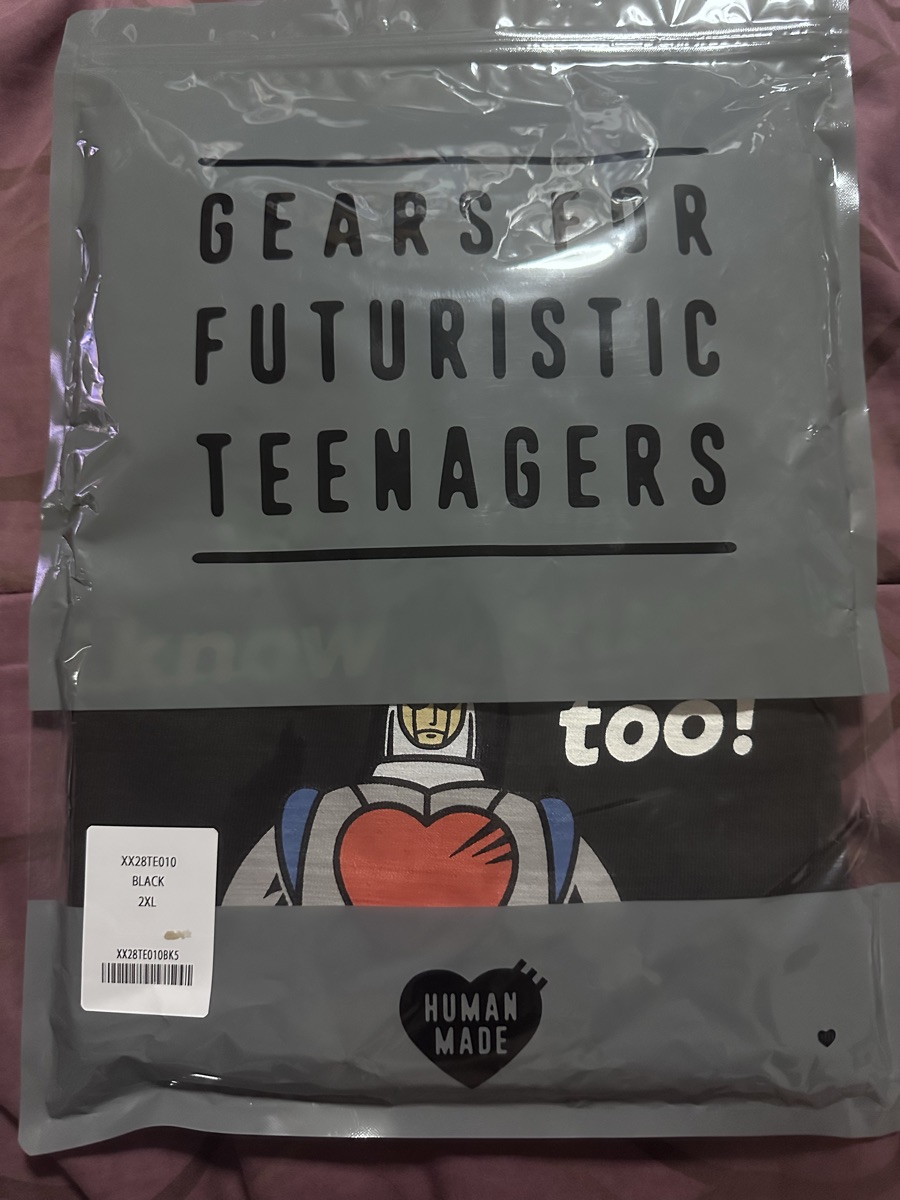 GEARS FOR
FUTURISTIC
TEENAGERS
know
too!
XX28TE010
BLACK
2XL
XX28TE010BK5
HUMAN
MADE